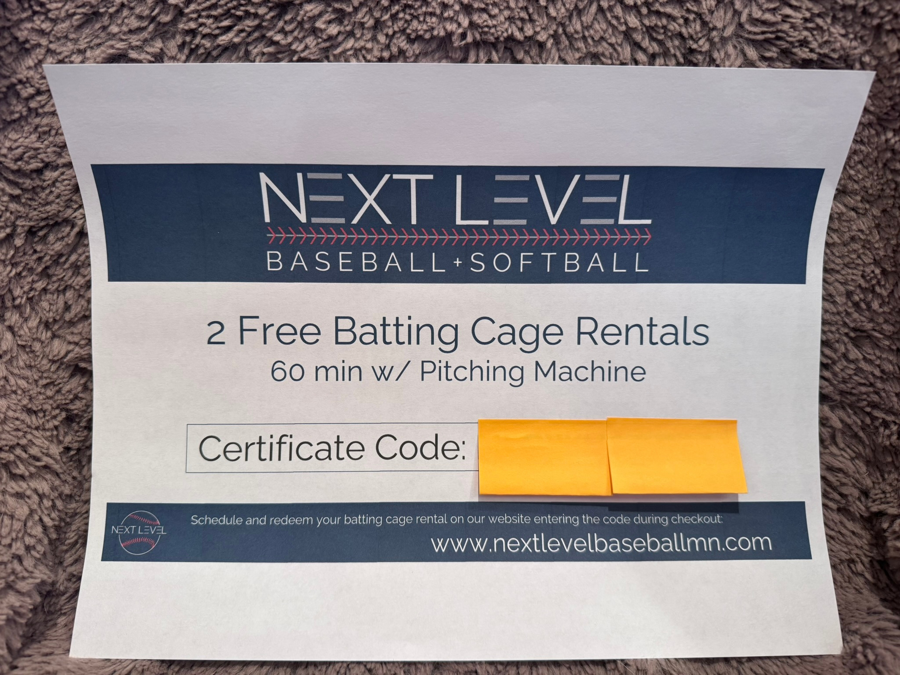 NEXT LEVEL
BASEBALL+SOFTBALL
2 Free Batting Cage Rentals
60 min w/ Pitching Machine
Certificate Code:
NEXT LEVEL
Schedule and redeem your batting cage rental on our website entering the code during checkout:
www.nextlevelbaseballmn.com